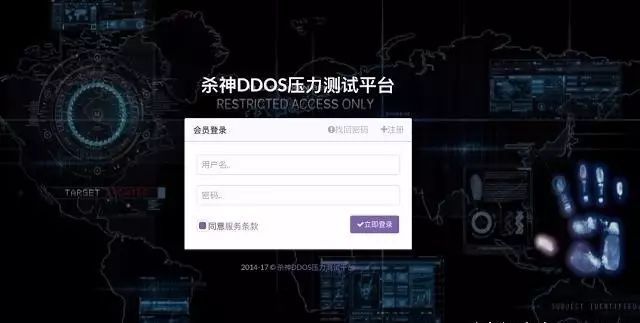 杀神DDOS压力测试平台
RESTRICTED ACCESS ONLY
会员登录
找回密码
注册
用户名..
密码..
同意服务条款
立即登录
TARGET
2014-17 © 杀神DDOS压力测试平台
SUBJECT IDENTIFIED